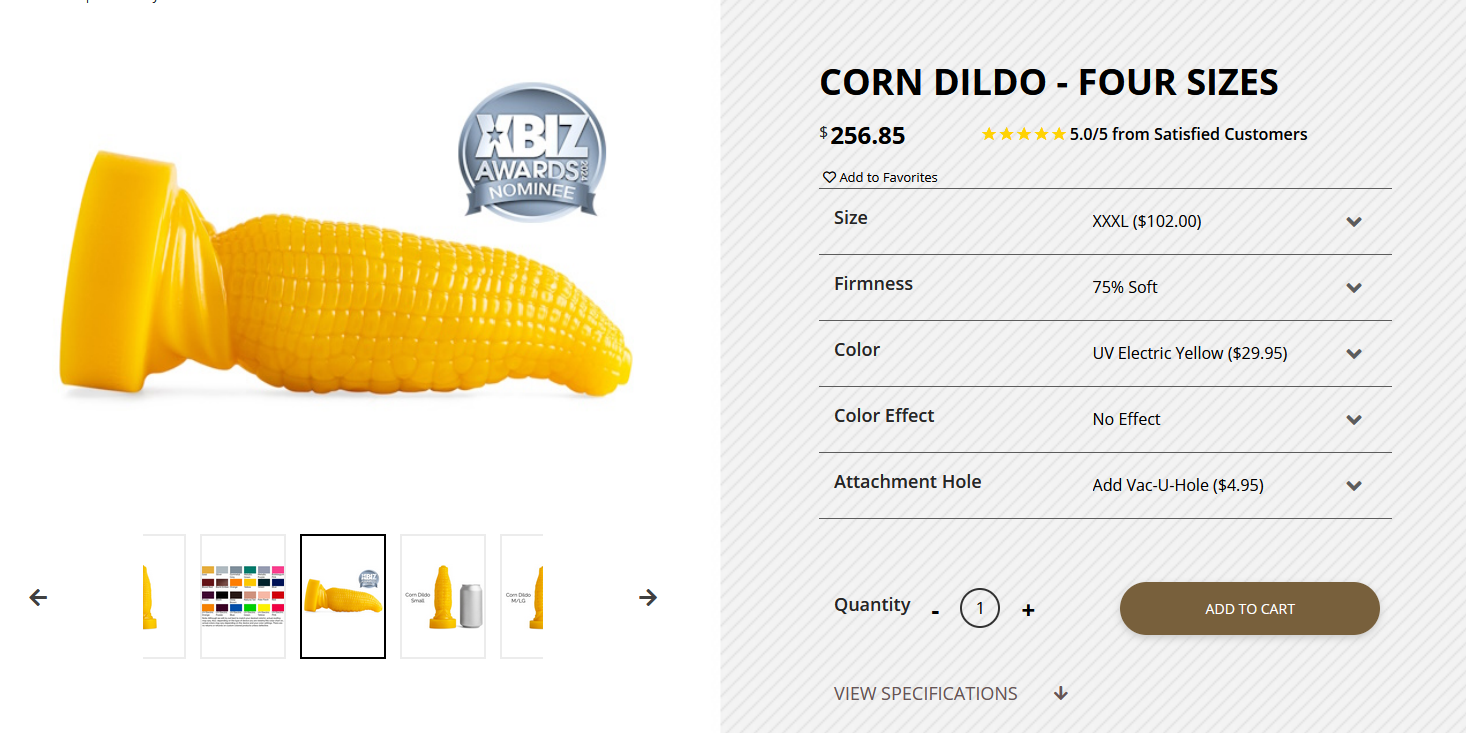 XBIZ
AWARDS
2024
NOMINEE
CORN DILDO - FOUR SIZES
$256.85
5.0/5 from Satisfied Customers
Add to Favorites
Size
XXXL ($102.00)
Firmness
75% Soft
Color
UV Electric Yellow ($29.95)
Color Effect
No Effect
Attachment Hole
Add Vac-U-Hole ($4.95)
XBIZ
Corn Dildo
Small
Corn Dildo
M/LG
Quantity - 1 +
ADD TO CART
VIEW SPECIFICATIONS